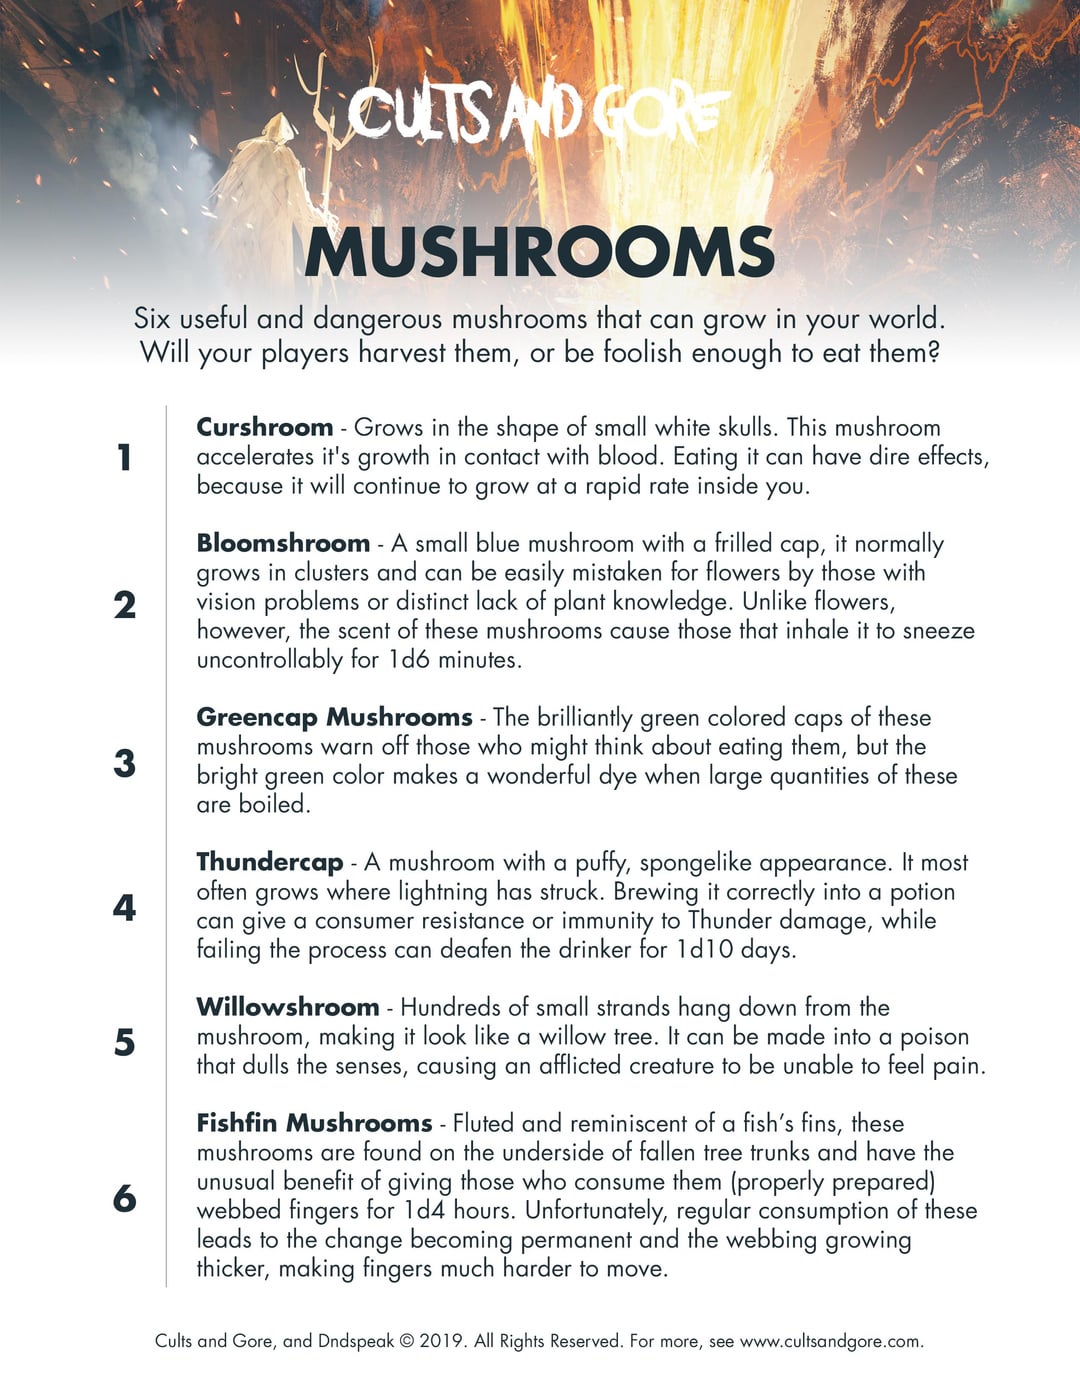 CULTS AND GORE
MUSHROOMS
Six useful and dangerous mushrooms that can grow in your world.
Will your players harvest them, or be foolish enough to eat them?
1
Curshroom - Grows in the shape of small white skulls. This mushroom
accelerates it's growth in contact with blood. Eating it can have dire effects,
because it will continue to grow at a rapid rate inside you.
2
Bloomshroom - A small blue mushroom with a frilled cap, it normally
grows in clusters and can be easily mistaken for flowers by those with
vision problems or distinct lack of plant knowledge. Unlike flowers,
however, the scent of these mushrooms cause those that inhale it to sneeze
uncontrollably for 1d6 minutes.
3
Greencap Mushrooms - The brilliantly green colored caps of these
mushrooms warn off those who might think about eating them, but the
bright green color makes a wonderful dye when large quantities of these
are boiled.
4
Thundercap - A mushroom with a puffy, spongelike appearance. It most
often grows where lightning has struck. Brewing it correctly into a potion
can give a consumer resistance or immunity to Thunder damage, while
failing the process can deafen the drinker for 1d10 days.
5
Willowshroom - Hundreds of small strands hang down from the
mushroom, making it look like a willow tree. It can be made into a poison
that dulls the senses, causing an afflicted creature to be unable to feel pain.
6
Fishfin Mushrooms - Fluted and reminiscent of a fish’s fins, these
mushrooms are found on the underside of fallen tree trunks and have the
unusual benefit of giving those who consume them (properly prepared)
webbed fingers for 1d4 hours. Unfortunately, regular consumption of these
leads to the change becoming permanent and the webbing growing
thicker, making fingers much harder to move.
Cults and Gore, and Dndspeak © 2019. All Rights Reserved. For more, see www.cultsandgore.com.